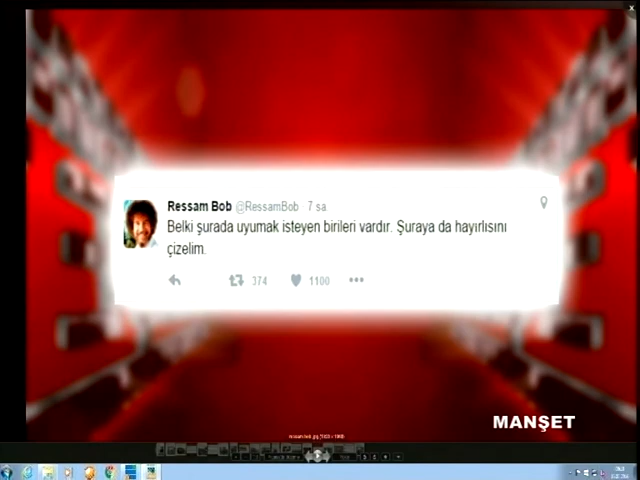 Ressam Bob @RessamBob · 7 sa
Belki şurada uyumak isteyen birileri vardır. Şuraya da hayırlısını
çizelim.
374 1100
MANŞET